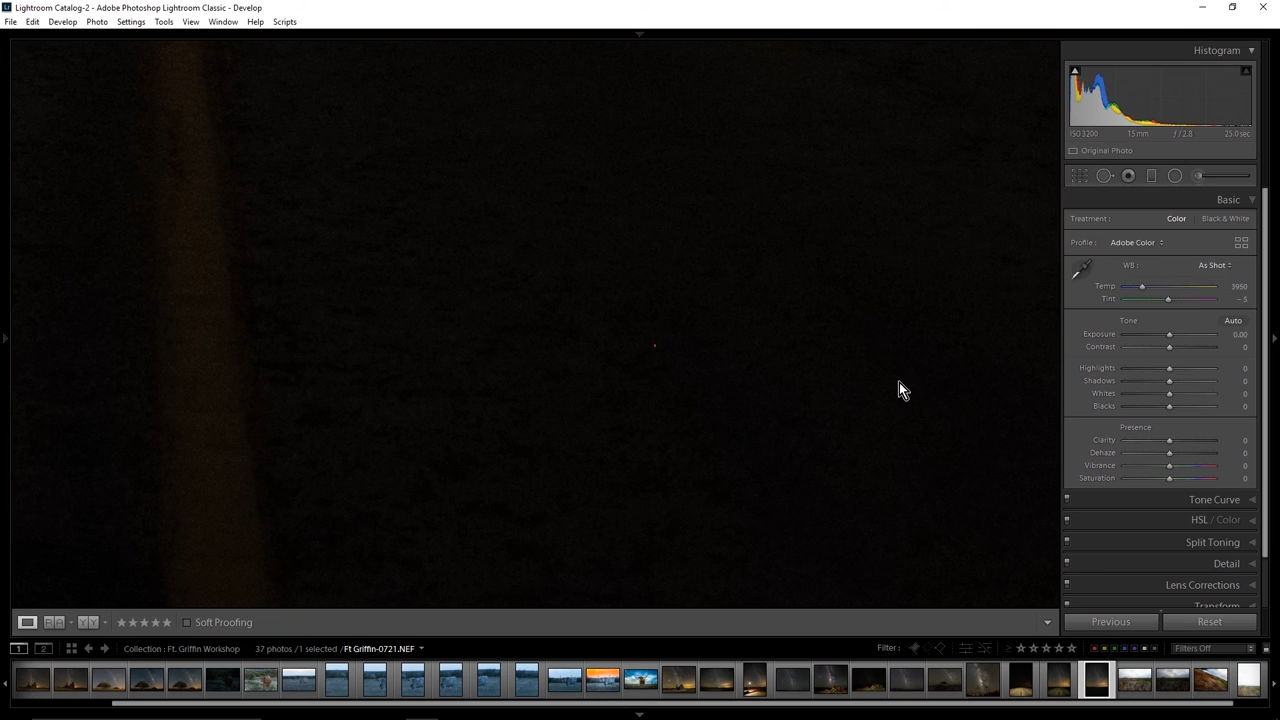 Lightroom Catalog-2 - Adobe Photoshop Lightroom Classic - Develop
File Edit Develop Photo Settings Tools View Window Help Scripts
Histogram
ISO 3200 15 mm ƒ / 2.8 25.0 sec
Original Photo
Basic
Treatment : Color Black & White
Profile : Adobe Color
WB : As Shot
Temp 3950
Tint – 5
Tone Auto
Exposure 0.00
Contrast 0
Highlights 0
Shadows 0
Whites 0
Blacks 0
Presence
Clarity 0
Dehaze 0
Vibrance 0
Saturation 0
Tone Curve
HSL / Color
Split Toning
Detail
Lens Corrections
Transform
Soft Proofing
Previous Reset
1 2 Collection : Ft. Griffin Workshop 37 photos / 1 selected / Ft Griffin-0721.NEF Filter : Filters Off